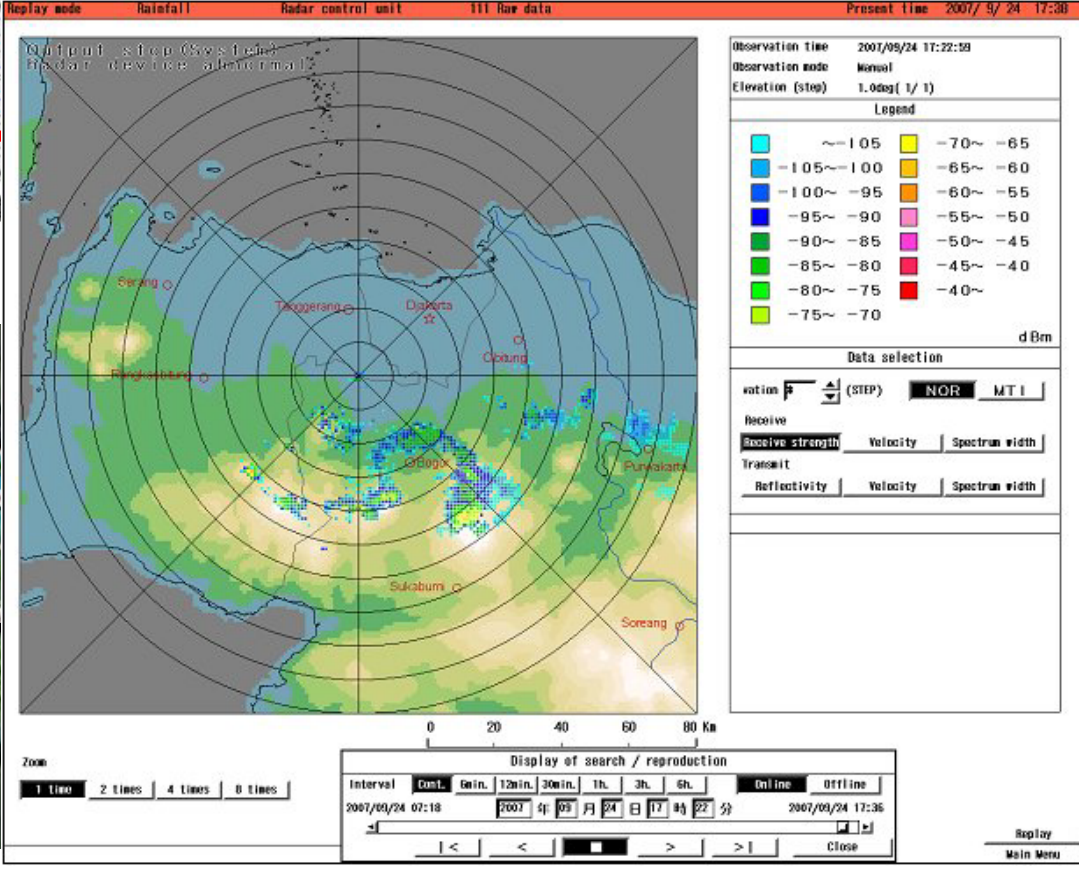 Replay mode Rainfall Radar control unit 111 Raw data Present time 2007/ 9/ 24 17:38
Output stop(System)
Radar device abnormal
Observation time 2007/09/24 17:22:59
Observation mode Manual
Elevation (step) 1.0deg( 1/ 1)
Legend
~-105 -70~ -65
-105~-100 -65~ -60
-100~ -95 -60~ -55
-95~ -90 -55~ -50
-90~ -85 -50~ -45
-85~ -80 -45~ -40
-80~ -75 -40~
-75~ -70
dBm
Serang
Tanggerang
Djakarta
Cibitung
Rangkasbitung
Bogor
Purwakarta
Sukabumi
Soreang
Data selection
vation (STEP) NOR MTI
Receive
Receive strength Velocity Spectrum width
Transmit
Reflectivity Velocity Spectrum width
0 20 40 60 80 Km
Zoom
1 time 2 times 4 times 8 times
Display of search / reproduction
Interval Cont. 6min. 12min. 30min. 1h. 3h. 6h. Online Offline
2007/09/24 07:18 2007 年 09 月 24 日 17 時 22 分 2007/09/24 17:36
|< < ■ > >| Close
Replay
Main Menu